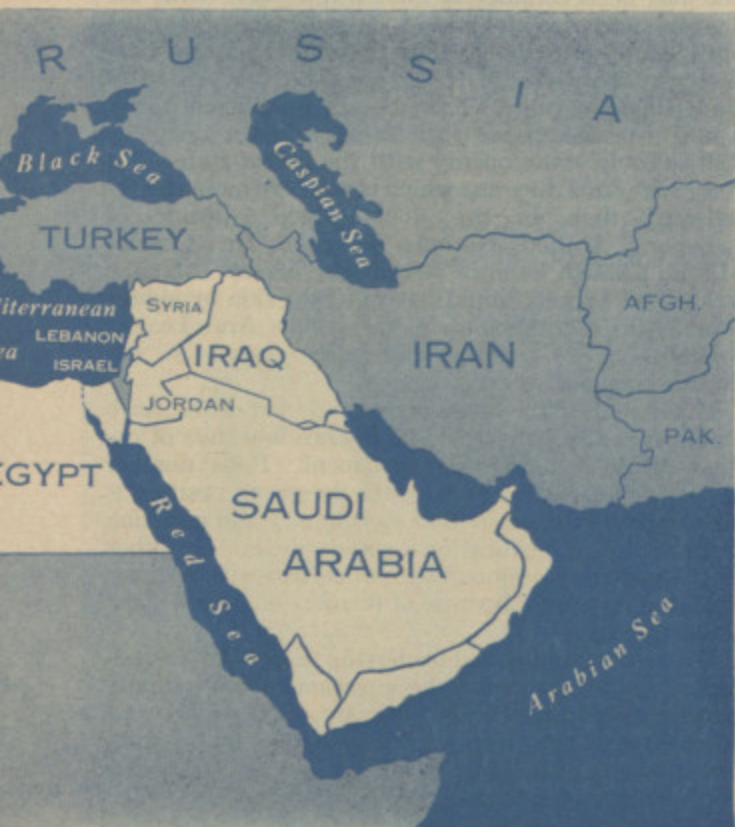 RUSSIA
Black Sea
Caspian Sea
TURKEY
SYRIA
AFGH.
iterranean
ea
LEBANON
IRAQ
IRAN
ISRAEL
JORDAN
PAK.
EGYPT
SAUDI
ARABIA
Red Sea
Arabian Sea